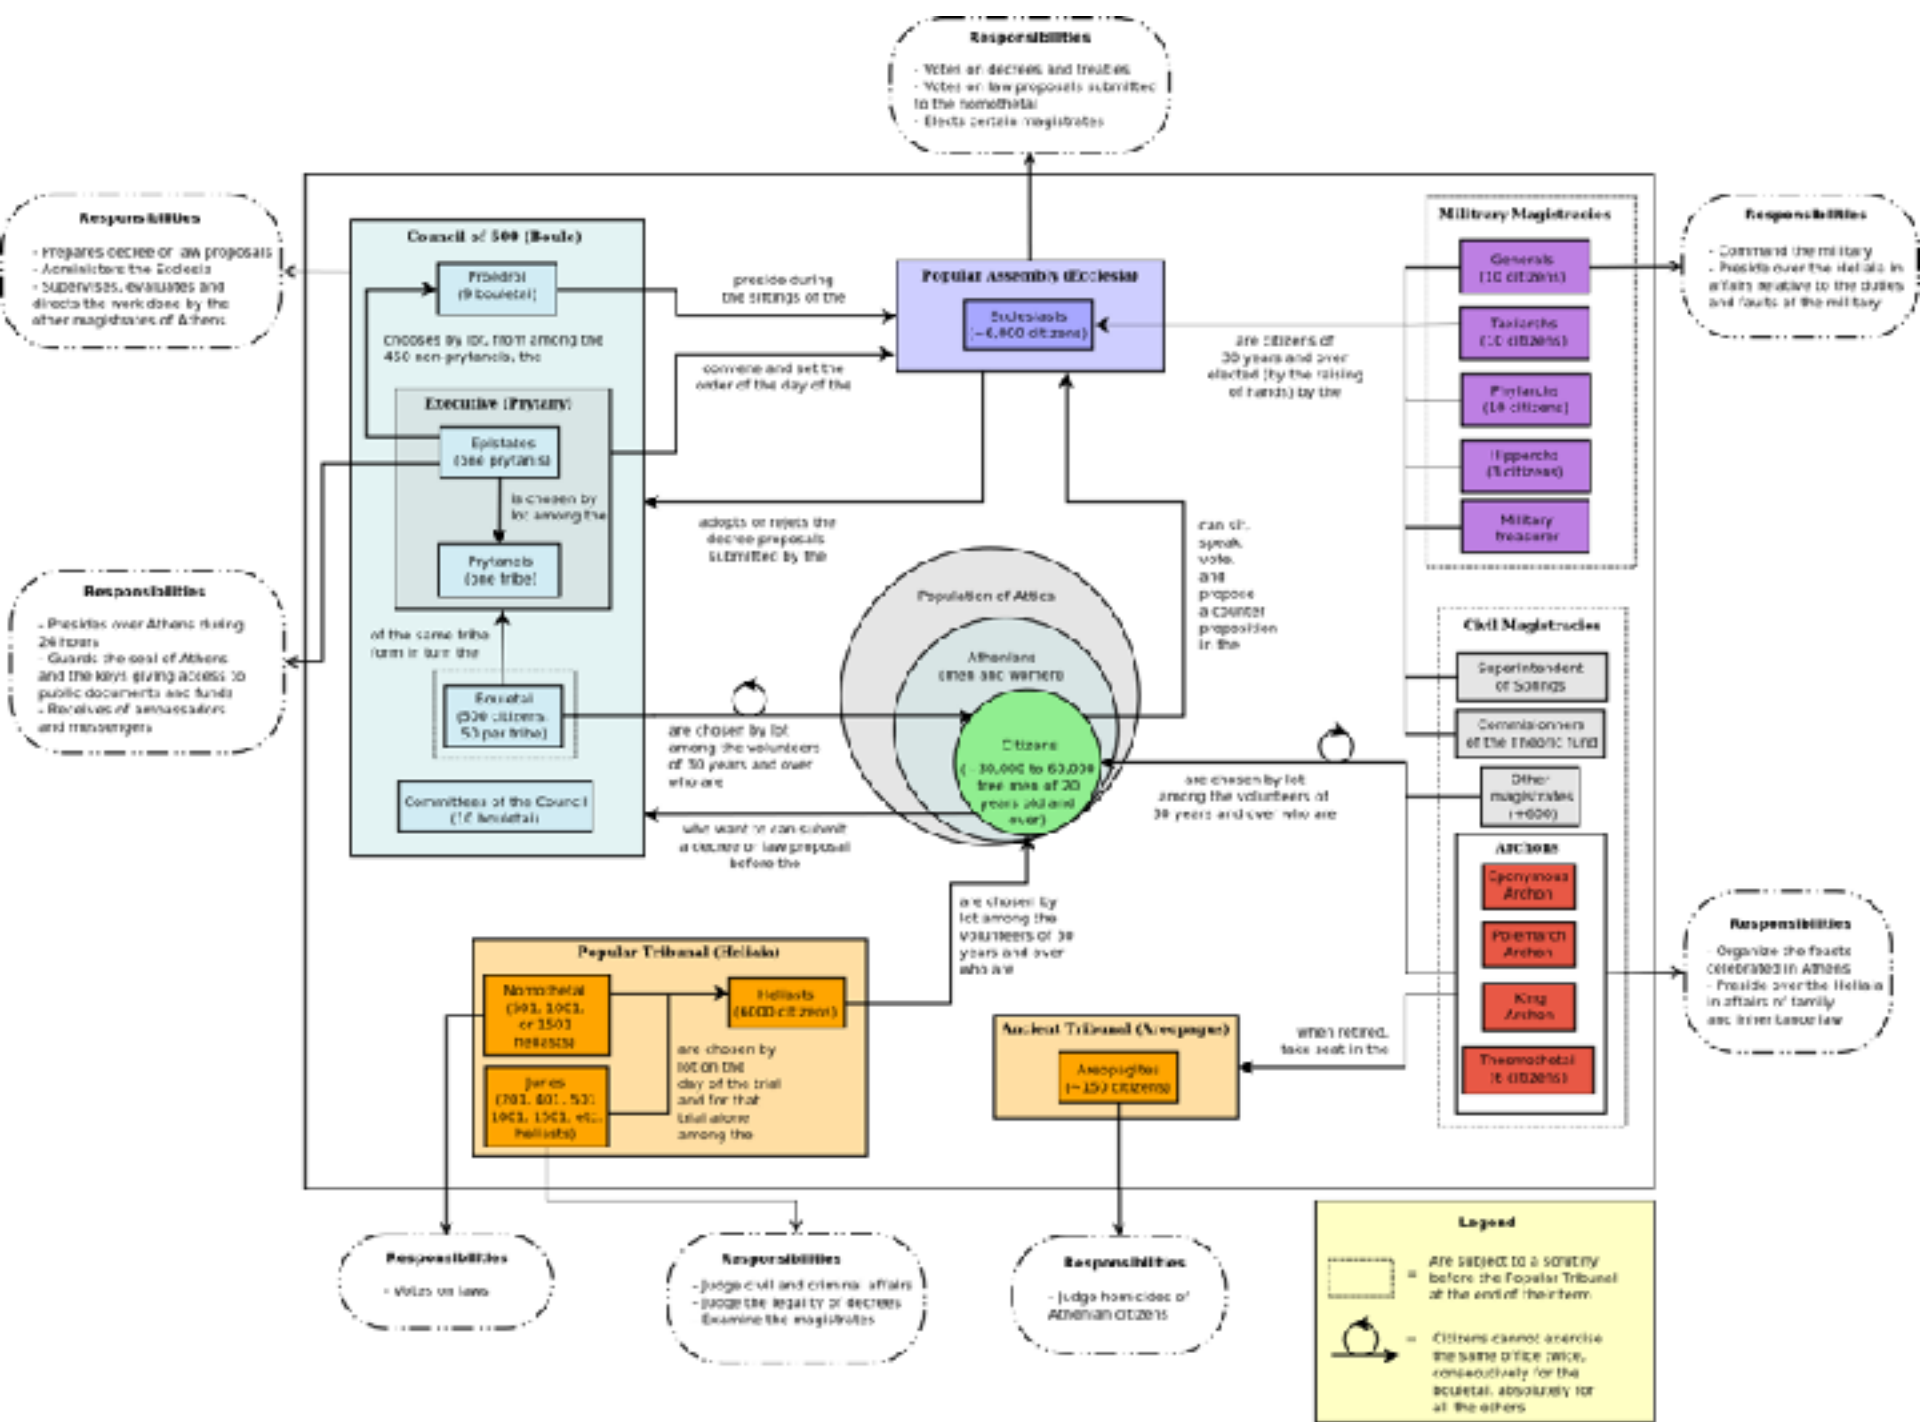 Responsibilities
- Votes on decrees and treaties
- Votes on law proposals submitted
to the nomothetai
- Elects certain magistrates
Responsibilities
- Prepares decree or law proposals
- Administers the Ecclesia
- Supervises, evaluates and
directs the work done by the
other magistrates of Athens
Council of 500 (Boule)
Proedroi
(9 bouletai)
chooses by lot, from among the
450 non-prytaneis, the
Executive (Prytany)
Epistates
(one prytanis)
is chosen by
lot among the
Prytaneis
(one tribe)
of the same tribe
form in turn the
Bouletai
(500 citizens,
50 per tribe)
Committees of the Council
(10 bouletai)
preside during
the sittings of the
convene and set the
order of the day of the
Popular Assembly (Ecclesia)
Ecclesiasts
(~6,000 citizens)
are citizens of
30 years and over
elected (by the raising
of hands) by the
Military Magistracies
Generals
(10 citizens)
Taxiarchs
(10 citizens)
Phylarchs
(10 citizens)
Hipparchs
citizens)
Military
treasurer
Responsibilities
- Command the military
- Preside over the Heliaia in
affairs relative to the duties
and faults of the military
Responsibilities
- Presides over Athens during
24 hours
- Guards the seal of Athens
and the keys giving access to
public documents and funds
- Receives of ambassadors
and messengers
adopts or rejects the
decree proposals
submitted by the
can sit,
speak,
vote,
and
propose
a counter
proposition
in the
Population of Attica
Athenians
(men and women)
Citizens
(~30,000 to 60,000
free men of 20
years old and
over)
are chosen by lot
among the volunteers
of 30 years and over
who are
who want to can submit
a decree or law proposal
before the
are chosen by lot
among the volunteers of
30 years and over who are
Civil Magistracies
Superintendent
of Springs
Commisionners
of the theoric fund
Other
magistrates
(+600)
Archons
Eponymous
Archon
Polemarch
Archon
King
Archon
Thesmothetai
(6 citizens)
Responsibilities
- Organize the feasts
celebrated in Athens
- Preside over the Heliaia
in affairs of family
and inheritance law
are chosen by
lot among the
volunteers of 30
years and over
who are
Popular Tribunal (Heliaia)
Nomothetai
(501, 1001,
or 1501
heliasts)
Heliasts
(6000 citizens)
Juries
(201, 401, 501
1001, 1501, etc.
heliasts)
are chosen by
lot on the
day of the trial
and for that
trial alone
among the
Ancient Tribunal (Areopagus)
Areopagites
(~150 citizens)
when retired,
take seat in the
Responsibilities
- Votes on laws
Responsibilities
- Judge civil and criminal affairs
- Judge the legality of decrees
- Examine the magistrates
Responsibilities
- Judge homicides of
Athenian citizens
Legend
= Are subject to a scrutiny
before the Popular Tribunal
at the end of their term
= Citizens cannot exercise
the same office twice,
consecutively for the
bouletai, absolutely for
all the others